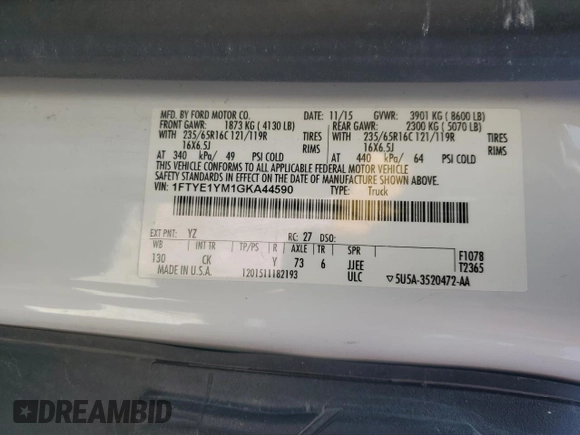 MFD. BY FORD MOTOR CO. 11/15 GVWR: 3901 KG ( 8600 LB)
FRONT GAWR: 1873 KG ( 4130 LB) REAR GAWR: 2300 KG ( 5070 LB)
WITH 235/65R16C 121/119R TIRES WITH 235/65R16C 121/119R TIRES
16X6.5J RIMS 16X6.5J RIMS
AT 340 kPa/ 49 PSI COLD AT 440 kPa/ 64 PSI COLD
THIS VEHICLE CONFORMS TO ALL APPLICABLE FEDERAL MOTOR VEHICLE
SAFETY STANDARDS IN EFFECT ON THE DATE OF MANUFACTURE SHOWN ABOVE.
VIN: 1FTYE1YM1GKA44590 TYPE: Truck
EXT PNT: YZ RC: 27 DSO:
WB INT TR TP/PS R AXLE TR SPR F1078
130 CK Y 73 6 JJEE T2365
MADE IN U.S.A. 1201511182193 ULC 5U5A-3520472-AA
DREAMBID